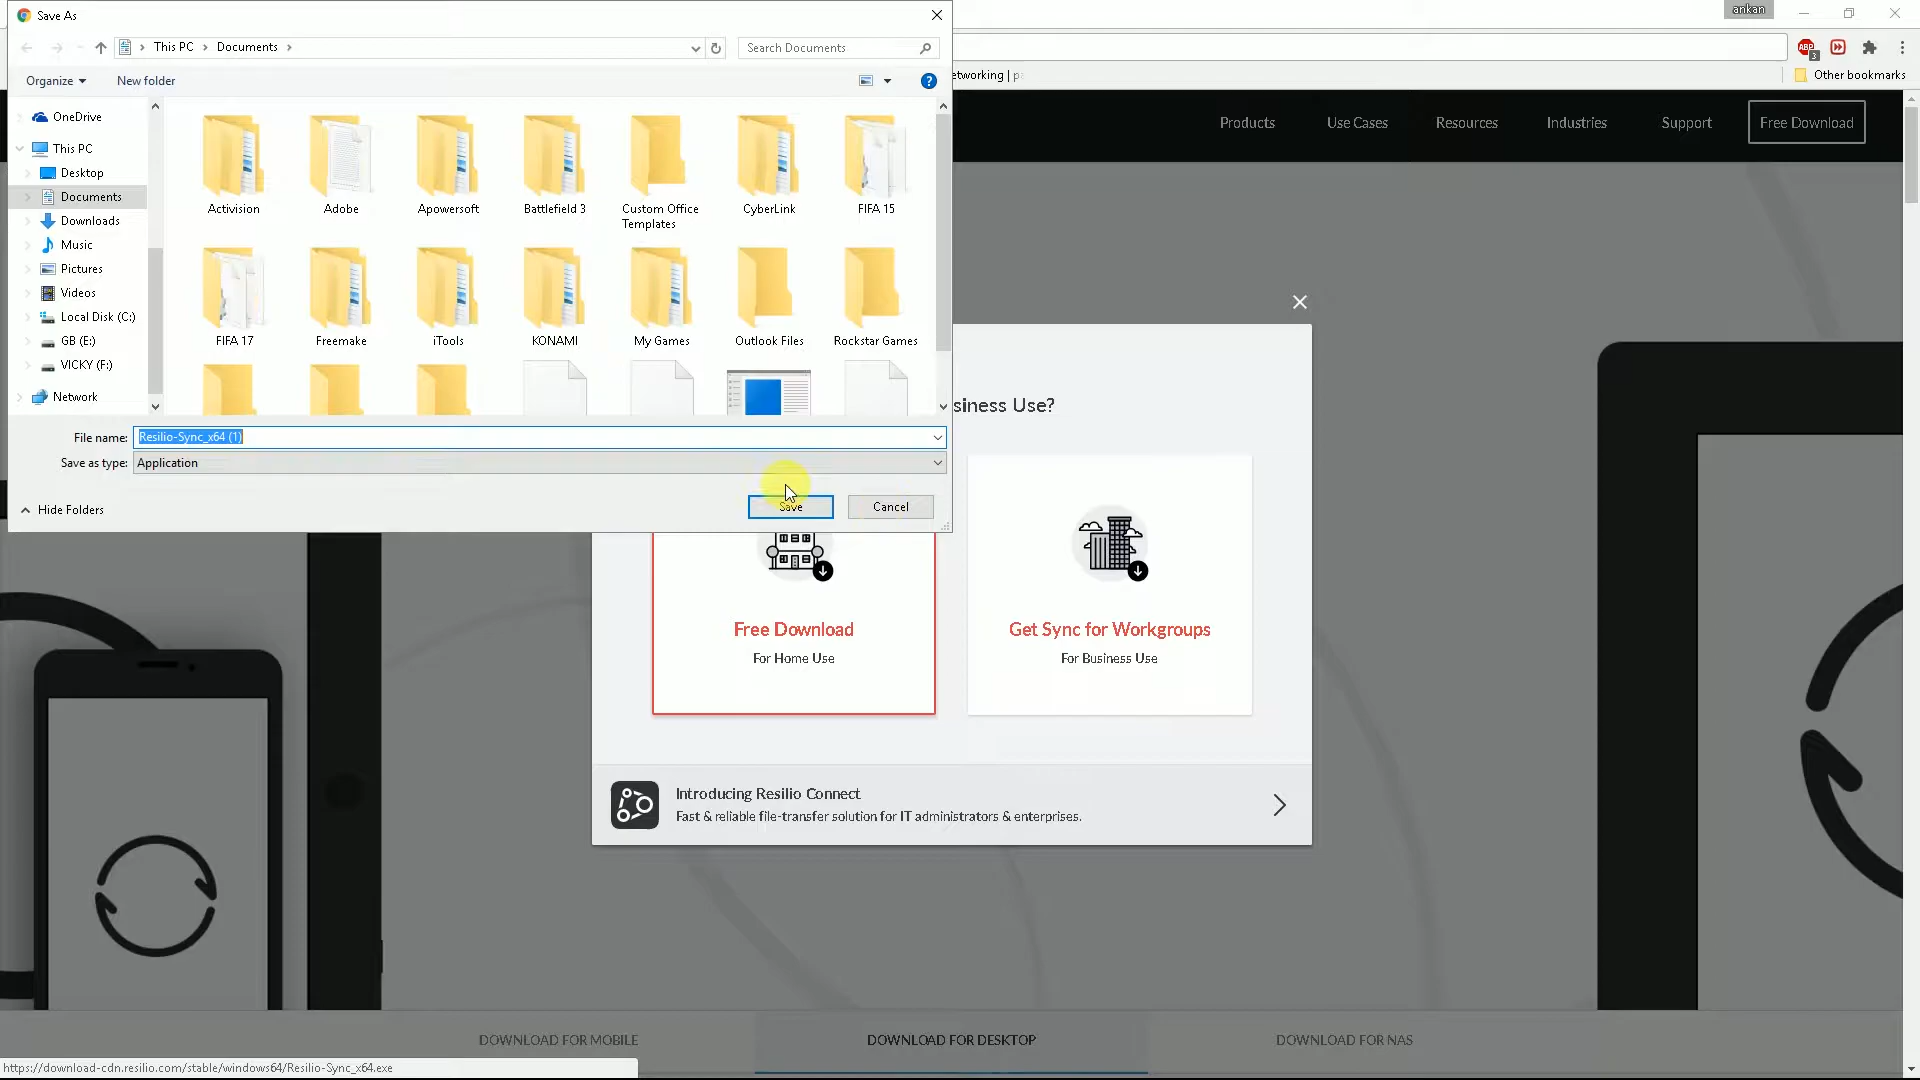 Save As
ankan
This PC > Documents >
Search Documents
Organize
New folder
etworking | p
Other bookmarks
OneDrive
This PC
Desktop
Documents
Downloads
Music
Pictures
Videos
Local Disk (C:)
GB (E:)
VICKY (F:)
Network
Activision
Adobe
Apowersoft
Battlefield 3
Custom Office
Templates
CyberLink
FIFA 15
FIFA 17
Freemake
iTools
KONAMI
My Games
Outlook Files
Rockstar Games
File name: Resilio-Sync_x64 (1)
Save as type: Application
Hide Folders
Save
Cancel
Products
Use Cases
Resources
Industries
Support
Free Download
siness Use?
Free Download
For Home Use
Get Sync for Workgroups
For Business Use
Introducing Resilio Connect
Fast & reliable file-transfer solution for IT administrators & enterprises.
DOWNLOAD FOR MOBILE
DOWNLOAD FOR DESKTOP
DOWNLOAD FOR NAS
https://download-cdn.resilio.com/stable/windows64/Resilio-Sync_x64.exe